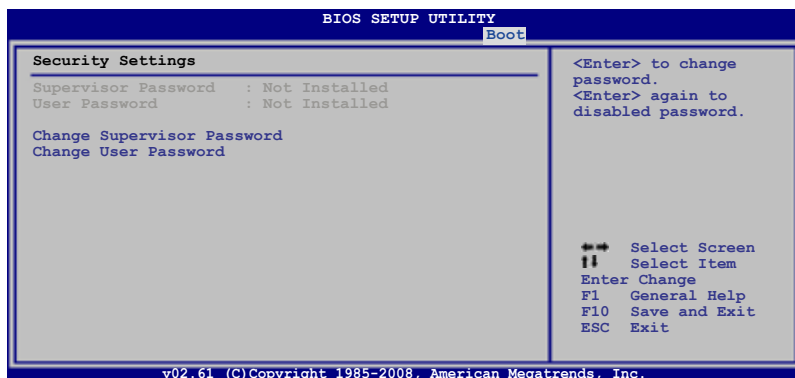 BIOS SETUP UTILITY
Boot
Security Settings
Supervisor Password : Not Installed
User Password : Not Installed
Change Supervisor Password
Change User Password
<Enter> to change
password.
<Enter> again to
disabled password.
Select Screen
Select Item
Enter Change
F1 General Help
F10 Save and Exit
ESC Exit
v02.61 (C)Copyright 1985-2008, American Megatrends, Inc.